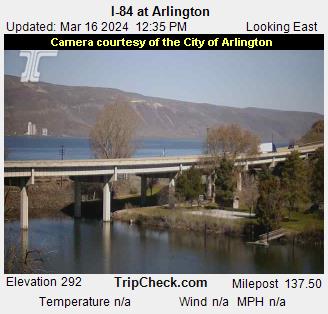 I-84 at Arlington
Updated: Mar 16 2024  12:35 PM    Looking East
Camera courtesy of the City of Arlington
Elevation 292    TripCheck.com    Milepost 137.50
Temperature n/a    Wind n/a  MPH n/a